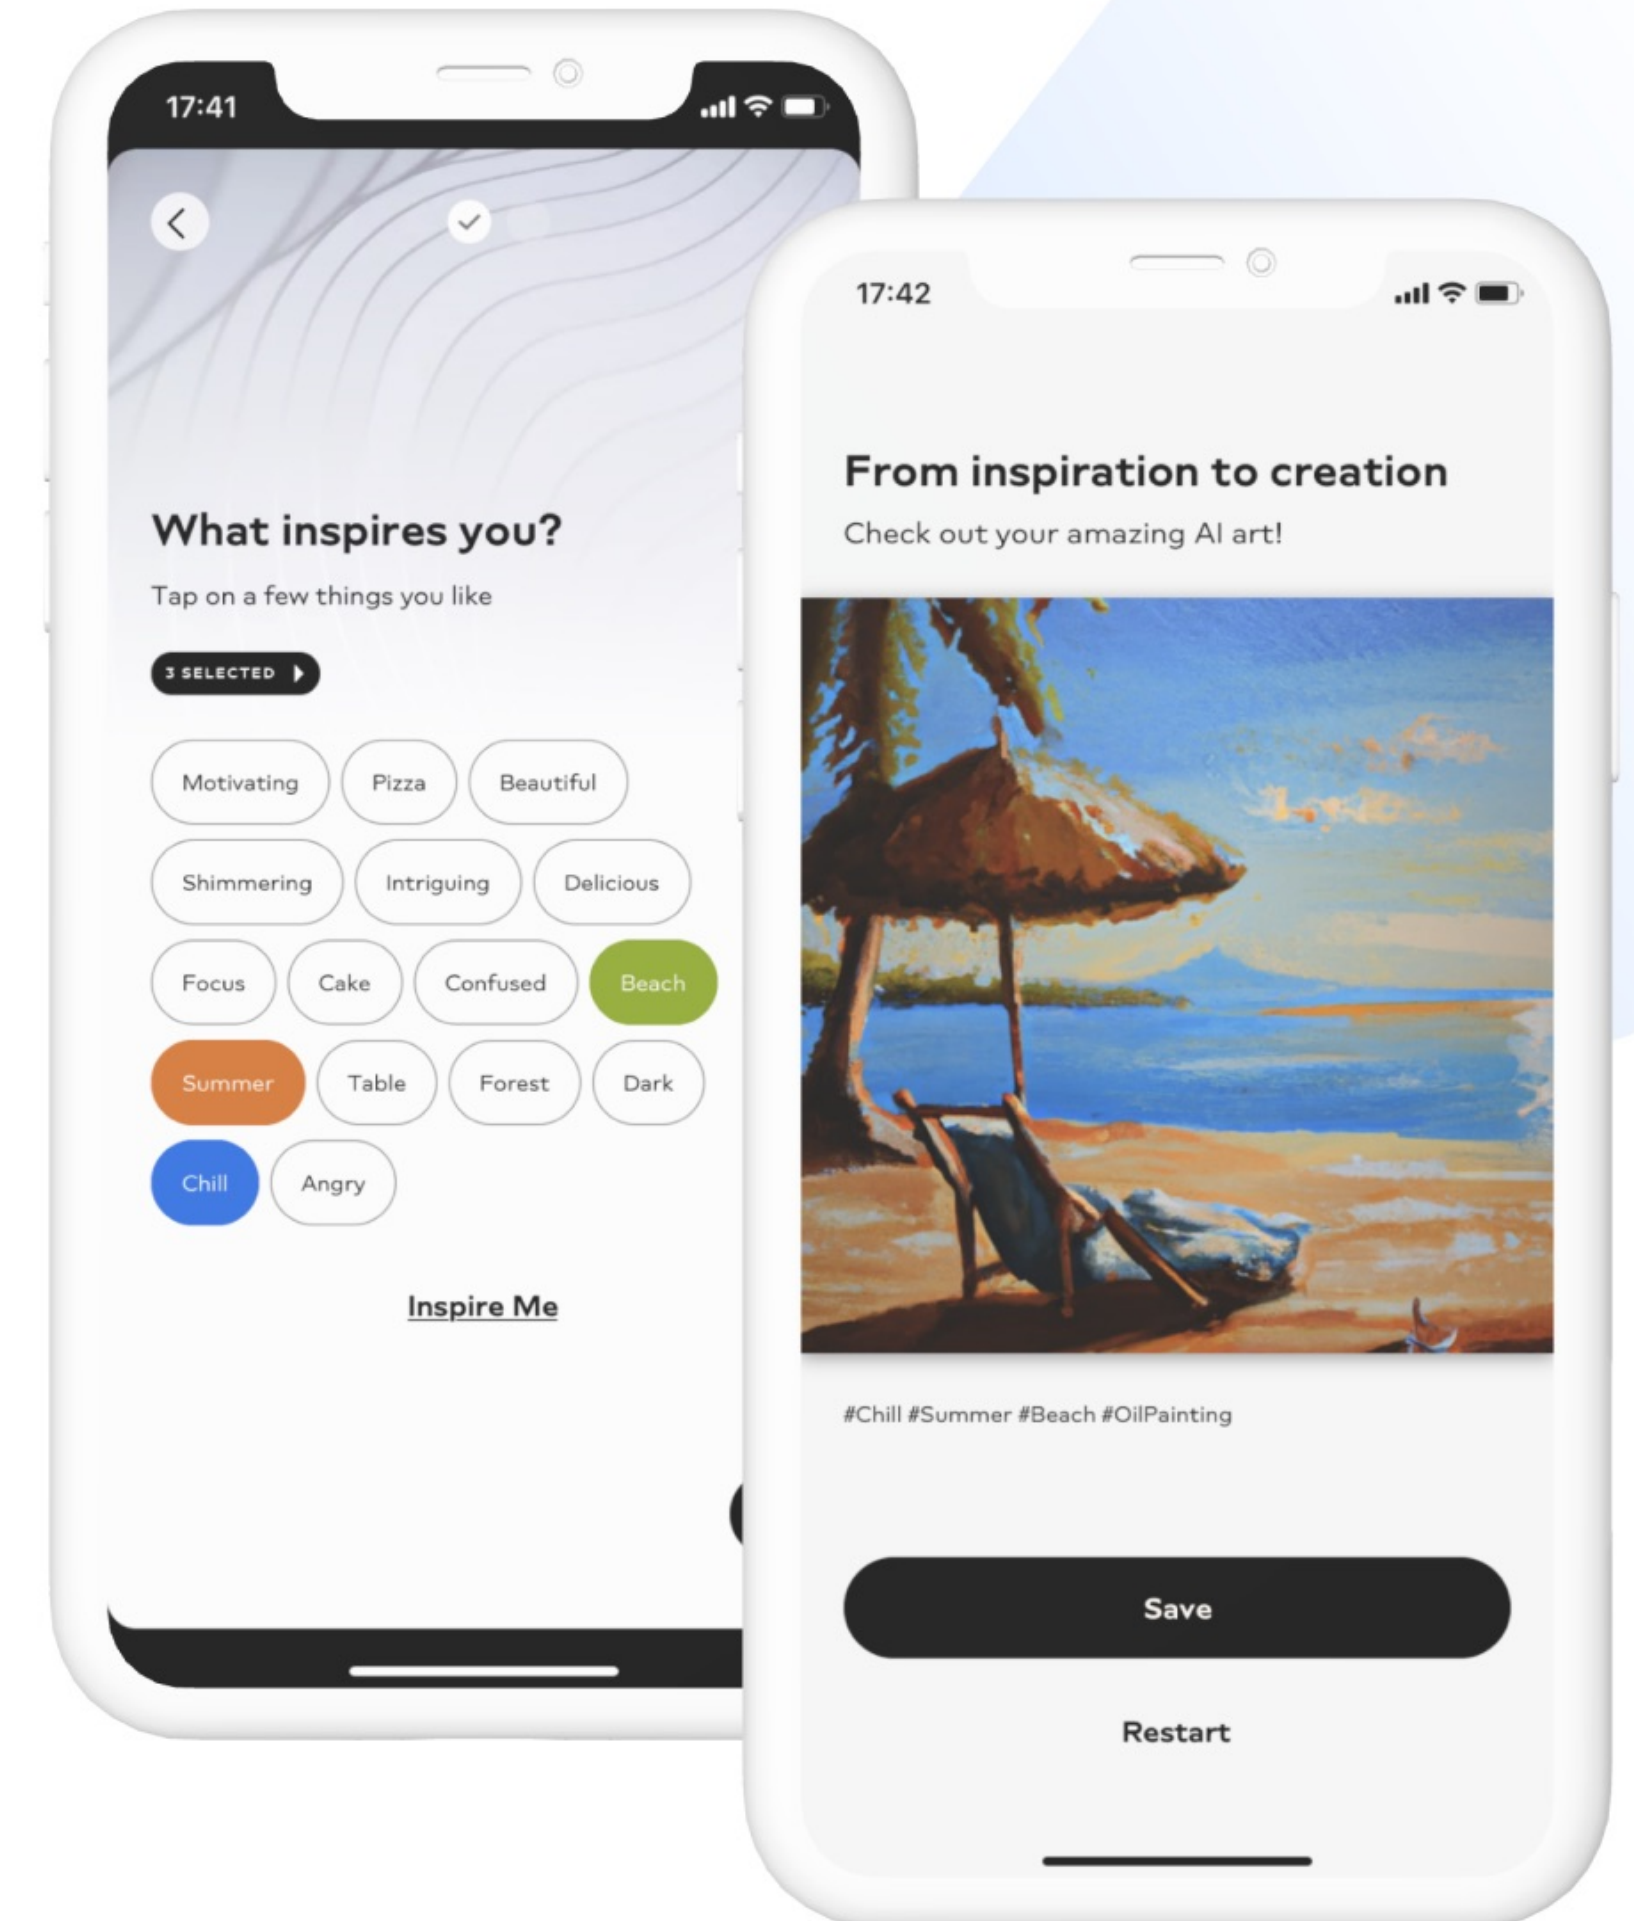 17:41
What inspires you?
Tap on a few things you like
3 SELECTED
Motivating Pizza Beautiful
Shimmering Intriguing Delicious
Focus Cake Confused Beach
Summer Table Forest Dark
Chill Angry
Inspire Me
17:42
From inspiration to creation
Check out your amazing AI art!
#Chill #Summer #Beach #OilPainting
Save
Restart